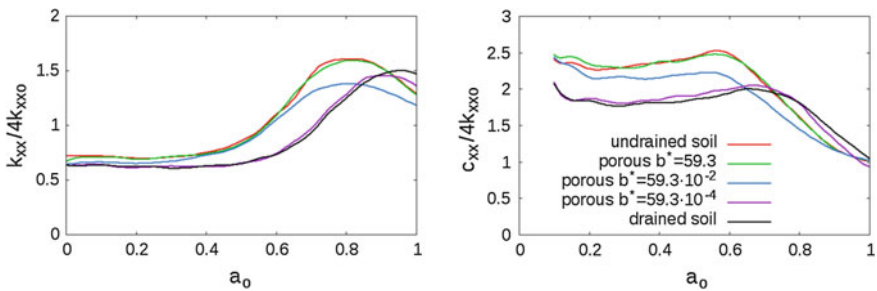 2
1.5
1
0.5
0
k_xx/4k_xxo
0 0.2 0.4 0.6 0.8 1
a_o
3
2.5
2
1
1
0
c_xx/4k_xxo
undrained soil
porous b*=59.3
porous b*=59.3·10^-2
porous b*=59.3·10^-4
drained soil
0 0.2 0.4 0.6 0.8 1
a_o